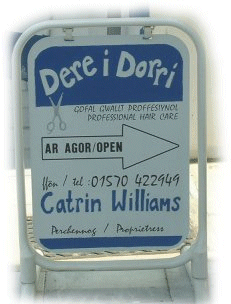 Dere i Dorri
GOFAL GWALLT PROFFESIYNOL
PROFESSIONAL HAIR CARE
AR AGOR/OPEN
ffôn / tel : 01570 422949
Catrin Williams
Perchennog / Proprietress